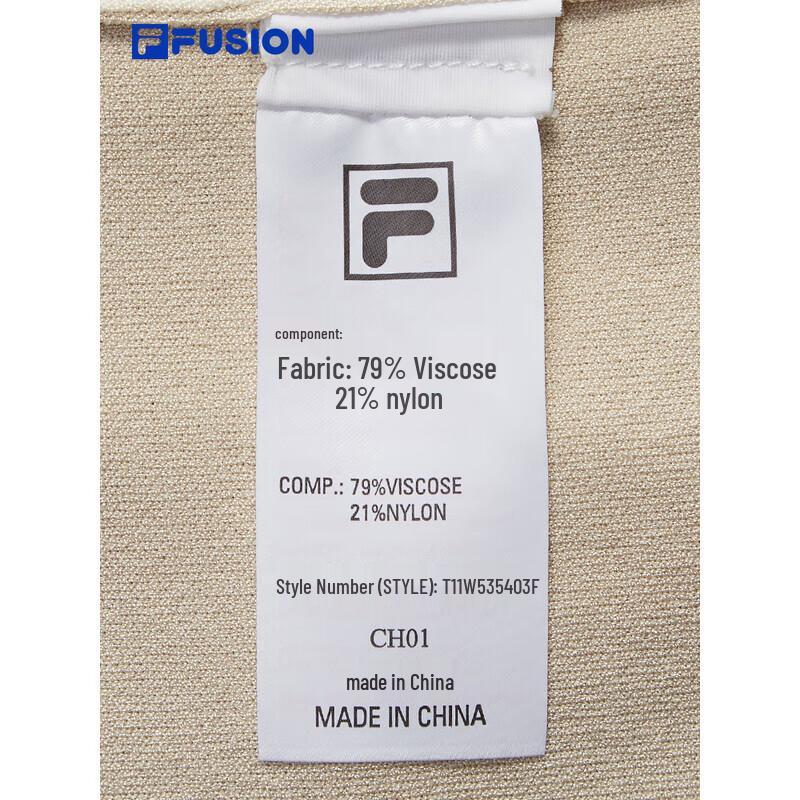 FUSION
F
component:
Fabric: 79% Viscose
21% nylon
COMP.: 79%VISCOSE
21%NYLON
Style Number (STYLE): T11W535403F
CH01
made in China
MADE IN CHINA